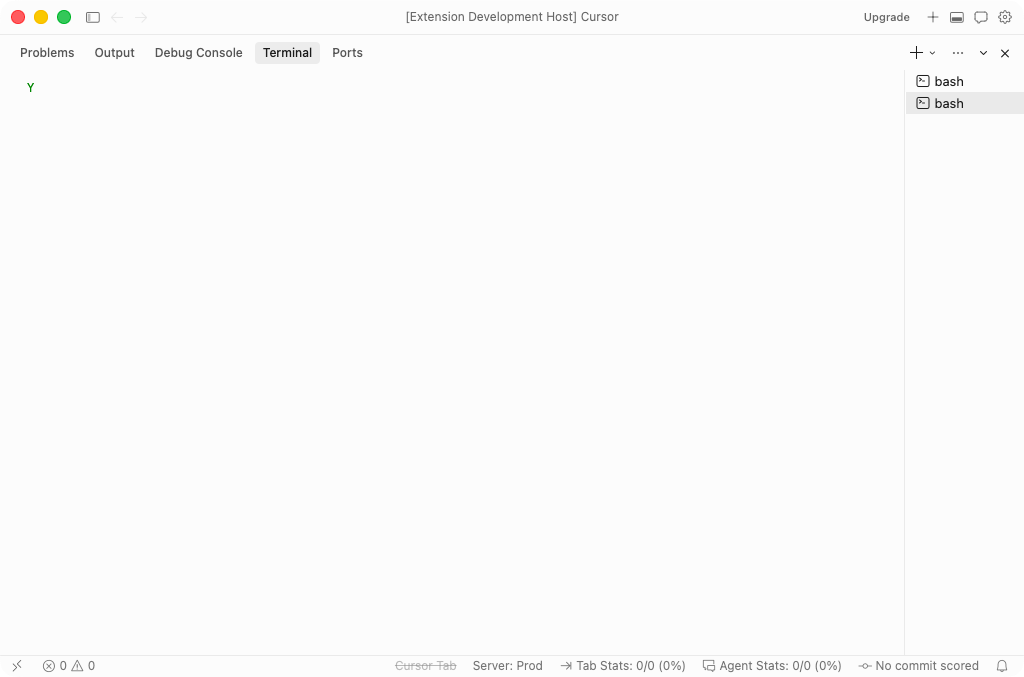 [Extension Development Host] Cursor
Upgrade
Problems Output Debug Console Terminal Ports
Y
bash
bash
0 0 Cursor Tab Server: Prod Tab Stats: 0/0 (0%) Agent Stats: 0/0 (0%) No commit scored